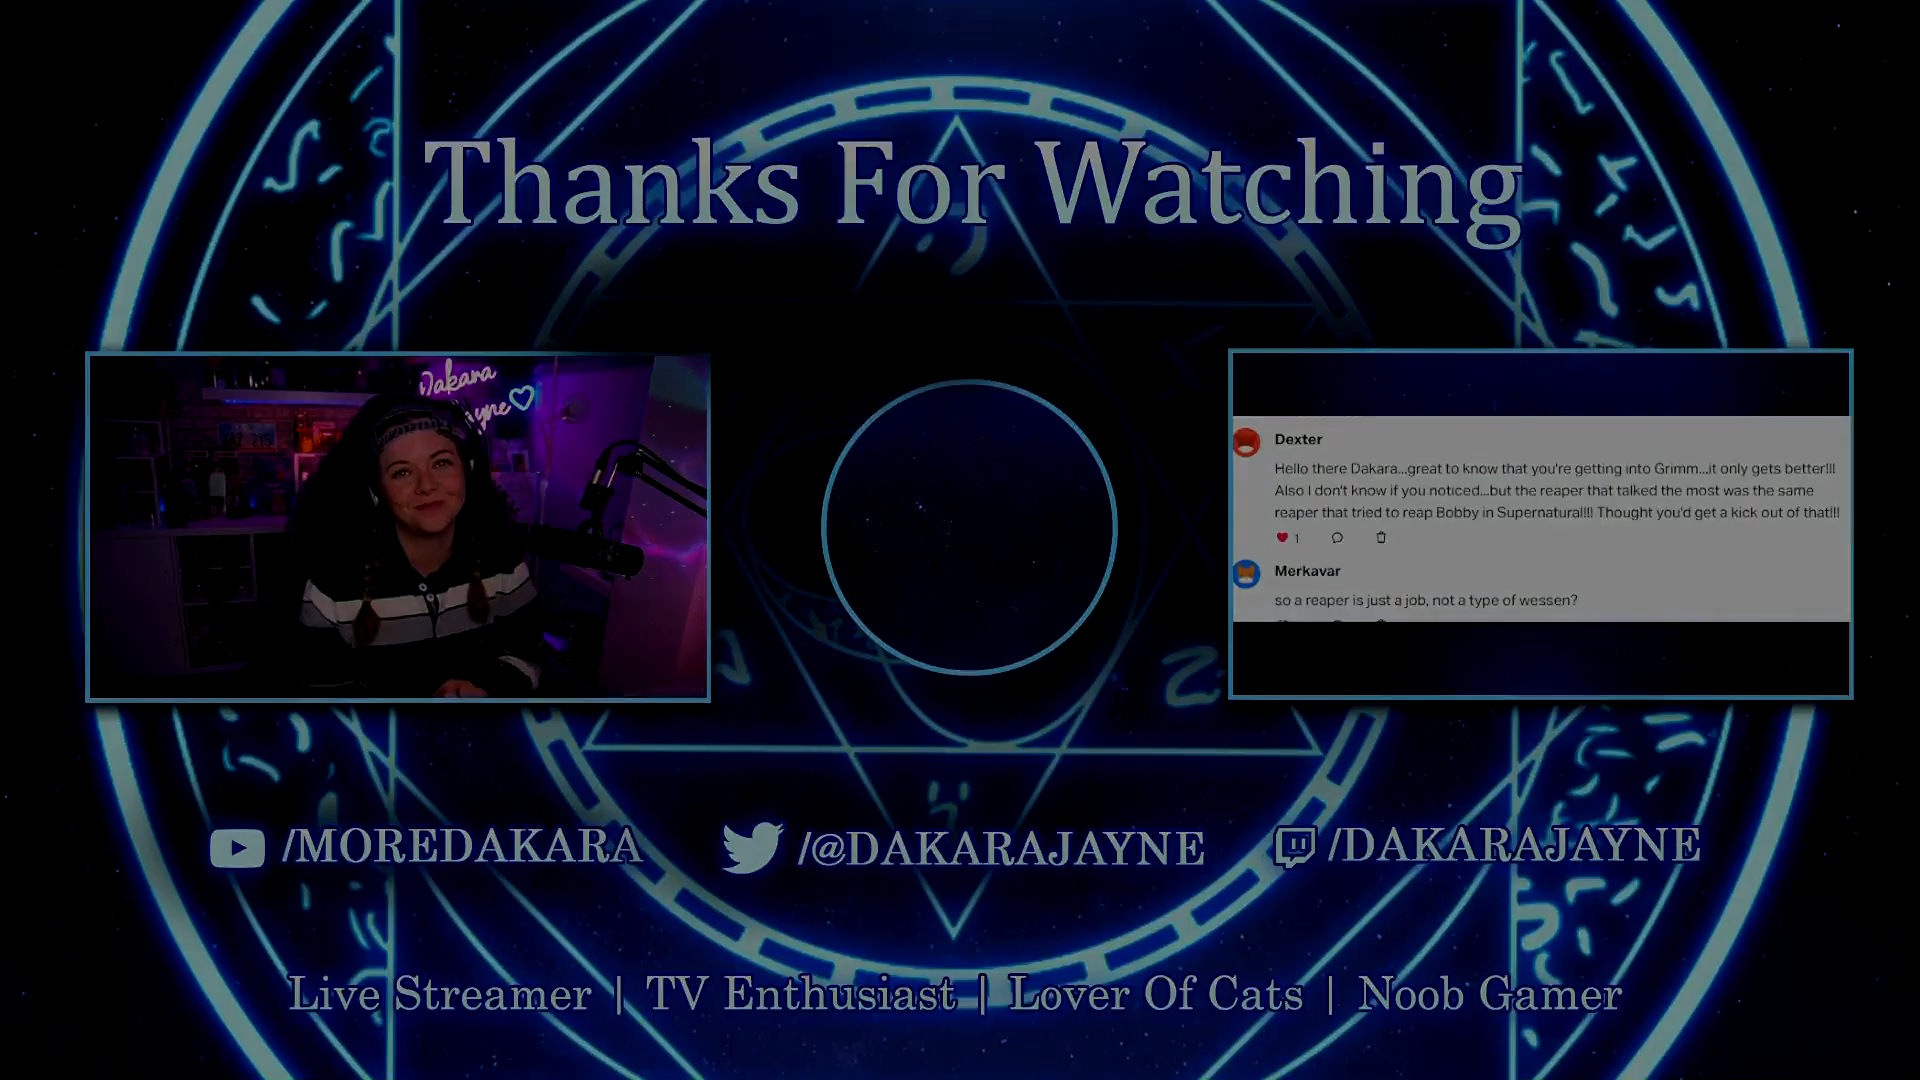 Thanks For Watching
Dakara
Jayne
Dexter
Hello there Dakara...great to know that you're getting into Grimm...it only gets better!!!
Also I don't know if you noticed...but the reaper that talked the most was the same
reaper that tried to reap Bobby in Supernatural!!! Thought you'd get a kick out of that!!!
1
Merkavar
so a reaper is just a job, not a type of wessen?
/MOREDAKARA
/@DAKARAJAYNE
/DAKARAJAYNE
Live Streamer | TV Enthusiast | Lover Of Cats | Noob Gamer